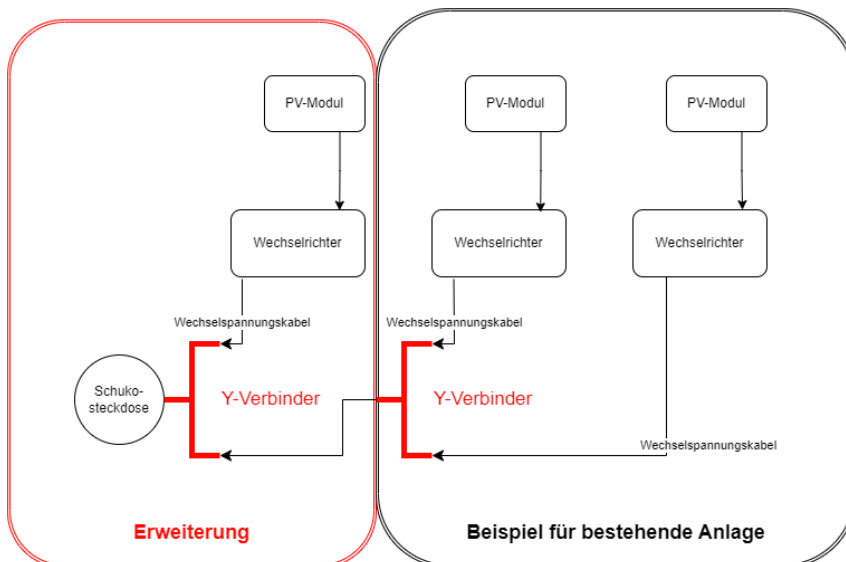 PV-Modul
PV-Modul
PV-Modul
Wechselrichter
Wechselrichter
Wechselrichter
Wechselspannungskabel
Wechselspannungskabel
Schuko-
steckdose
Y-Verbinder
Y-Verbinder
Wechselspannungskabel
Erweiterung
Beispiel für bestehende Anlage